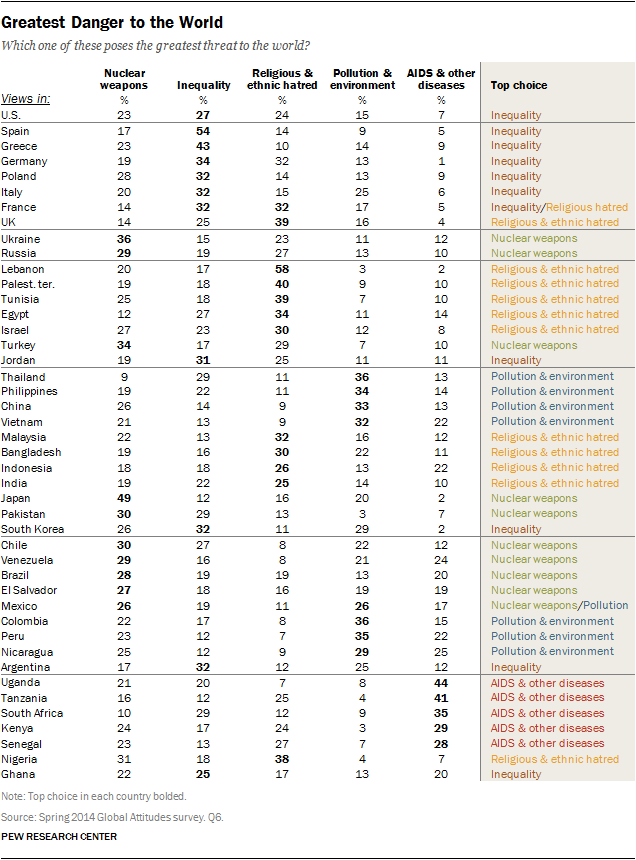 Greatest Danger to the World
Which one of these poses the greatest threat to the world?
Views in: Nuclear weapons Inequality Religious & ethnic hatred Pollution & environment AIDS & other diseases Top choice
% % % % %
U.S. 23 27 24 15 7 Inequality
Spain 17 54 14 9 5 Inequality
Greece 23 43 10 14 9 Inequality
Germany 19 34 32 13 1 Inequality
Poland 28 32 14 13 9 Inequality
Italy 20 32 15 25 6 Inequality
France 14 32 32 17 5 Inequality/Religious hatred
UK 14 25 39 16 4 Religious & ethnic hatred
Ukraine 36 15 23 11 12 Nuclear weapons
Russia 29 19 27 13 10 Nuclear weapons
Lebanon 20 17 58 3 2 Religious & ethnic hatred
Palest. ter. 19 18 40 9 10 Religious & ethnic hatred
Tunisia 25 18 39 7 10 Religious & ethnic hatred
Egypt 12 27 34 11 14 Religious & ethnic hatred
Israel 27 23 30 12 8 Religious & ethnic hatred
Turkey 34 17 29 7 10 Nuclear weapons
Jordan 19 31 25 11 11 Inequality
Thailand 9 29 11 36 13 Pollution & environment
Philippines 19 22 11 34 14 Pollution & environment
China 26 14 9 33 13 Pollution & environment
Vietnam 21 13 9 32 22 Pollution & environment
Malaysia 22 13 32 16 12 Religious & ethnic hatred
Bangladesh 19 16 30 22 11 Religious & ethnic hatred
Indonesia 18 18 26 13 22 Religious & ethnic hatred
India 19 22 25 14 10 Religious & ethnic hatred
Japan 49 12 16 20 2 Nuclear weapons
Pakistan 30 29 13 3 7 Nuclear weapons
South Korea 26 32 11 29 2 Inequality
Chile 30 27 8 22 12 Nuclear weapons
Venezuela 29 16 8 21 24 Nuclear weapons
Brazil 28 19 19 13 20 Nuclear weapons
El Salvador 27 18 16 19 19 Nuclear weapons
Mexico 26 19 11 26 17 Nuclear weapons/Pollution
Colombia 22 17 8 36 15 Pollution & environment
Peru 23 12 7 35 22 Pollution & environment
Nicaragua 25 12 9 29 25 Pollution & environment
Argentina 17 32 12 25 12 Inequality
Uganda 21 20 7 8 44 AIDS & other diseases
Tanzania 16 12 25 4 41 AIDS & other diseases
South Africa 10 29 12 9 35 AIDS & other diseases
Kenya 24 17 24 3 29 AIDS & other diseases
Senegal 23 13 27 7 28 AIDS & other diseases
Nigeria 31 18 38 4 7 Religious & ethnic hatred
Ghana 22 25 17 13 20 Inequality
Note: Top choice in each country bolded.
Source: Spring 2014 Global Attitudes survey. Q6.
PEW RESEARCH CENTER